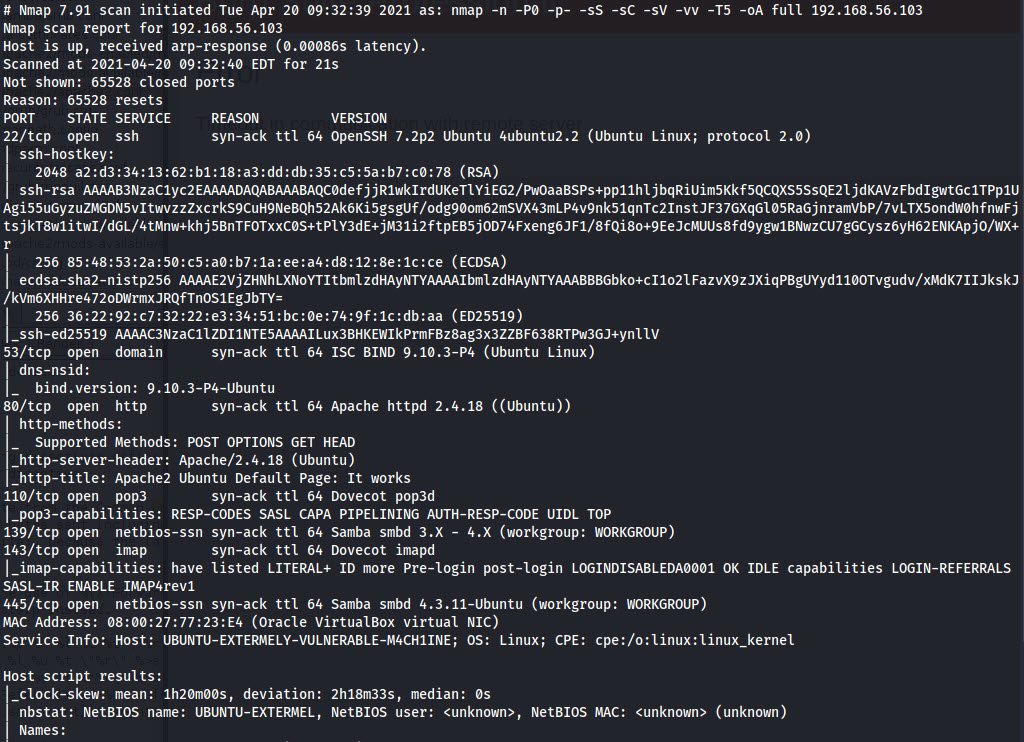 # Nmap 7.91 scan initiated Tue Apr 20 09:32:39 2021 as: nmap -n -P0 -p- -sS -sC -sV -vv -T5 -oA full 192.168.56.103
Nmap scan report for 192.168.56.103
Host is up, received arp-response (0.00086s latency).
Scanned at 2021-04-20 09:32:40 EDT for 21s
Not shown: 65528 closed ports
Reason: 65528 resets
PORT    STATE SERVICE     REASON         VERSION
22/tcp  open  ssh         syn-ack ttl 64 OpenSSH 7.2p2 Ubuntu 4ubuntu2.2 (Ubuntu Linux; protocol 2.0)
| ssh-hostkey:
|   2048 a2:d3:34:13:62:b1:18:a3:dd:db:35:c5:5a:b7:c0:78 (RSA)
| ssh-rsa AAAAB3NzaC1yc2EAAAADAQABAAABAQC0defjjR1wkIrdUKeTlYiEG2/PwOaaBSPs+pp11hljbqRiUim5Kkf5QCQXS5SsQE2ljdKAVzFbdIgwtGc1TPp1U
Agi55uGyzuZMGDN5vItwvzzZxcrkS9CuH9NeBQh52Ak6Ki5gsgUf/odg90om62mSVX43mLP4v9nk51qnTc2InstJF37GXqGl05RaGjnramVbP/7vLTX5ondW0hfnwFj
tsjkT8w1itwI/dGL/4tMnw+khj5BnTFOTxxC0S+tPlY3dE+jM31i2ftpEB5jOD74Fxeng6JF1/8fQi8o+9EeJcMUUs8fd9ygw1BNwzCU7gGCysz6yH62ENKApjO/WX+
r
|   256 85:48:53:2a:50:c5:a0:b7:1a:ee:a4:d8:12:8e:1c:ce (ECDSA)
| ecdsa-sha2-nistp256 AAAAE2VjZHNhLXNoYTItbmlzdHAyNTYAAAAIbmlzdHAyNTYAAABBBGbko+cI1o2lFazvX9zJXiqPBgUYyd110OTvgudv/xMdK7IIJkskJ
/kVm6XHHre472oDWrmxJRQfTnOS1EgJbTY=
|   256 36:22:92:c7:32:22:e3:34:51:bc:0e:74:9f:1c:db:aa (ED25519)
|_ssh-ed25519 AAAAC3NzaC1lZDI1NTE5AAAAILux3BHKEWIkPrmFBz8ag3x3ZZBF638RTPw3GJ+ynllV
53/tcp  open  domain      syn-ack ttl 64 ISC BIND 9.10.3-P4 (Ubuntu Linux)
| dns-nsid:
|_  bind.version: 9.10.3-P4-Ubuntu
80/tcp  open  http        syn-ack ttl 64 Apache httpd 2.4.18 ((Ubuntu))
| http-methods:
|_  Supported Methods: POST OPTIONS GET HEAD
|_http-server-header: Apache/2.4.18 (Ubuntu)
|_http-title: Apache2 Ubuntu Default Page: It works
110/tcp open  pop3        syn-ack ttl 64 Dovecot pop3d
|_pop3-capabilities: RESP-CODES SASL CAPA PIPELINING AUTH-RESP-CODE UIDL TOP
139/tcp open  netbios-ssn syn-ack ttl 64 Samba smbd 3.X - 4.X (workgroup: WORKGROUP)
143/tcp open  imap        syn-ack ttl 64 Dovecot imapd
|_imap-capabilities: have listed LITERAL+ ID more Pre-login post-login LOGINDISABLEDA0001 OK IDLE capabilities LOGIN-REFERRALS
SASL-IR ENABLE IMAP4rev1
445/tcp open  netbios-ssn syn-ack ttl 64 Samba smbd 4.3.11-Ubuntu (workgroup: WORKGROUP)
MAC Address: 08:00:27:77:23:E4 (Oracle VirtualBox virtual NIC)
Service Info: Host: UBUNTU-EXTERMELY-VULNERABLE-M4CH1INE; OS: Linux; CPE: cpe:/o:linux:linux_kernel

Host script results:
|_clock-skew: mean: 1h20m00s, deviation: 2h18m33s, median: 0s
| nbstat: NetBIOS name: UBUNTU-EXTERMEL, NetBIOS user: <unknown>, NetBIOS MAC: <unknown> (unknown)
| Names: